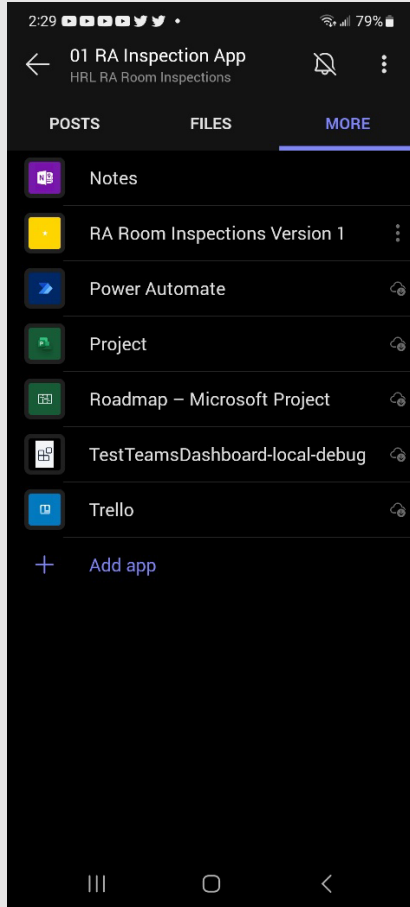 2:29
79%
01 RA Inspection App
HRL RA Room Inspections
POSTS FILES MORE
Notes
RA Room Inspections Version 1
Power Automate
Project
Roadmap – Microsoft Project
TestTeamsDashboard-local-debug
Trello
Add app